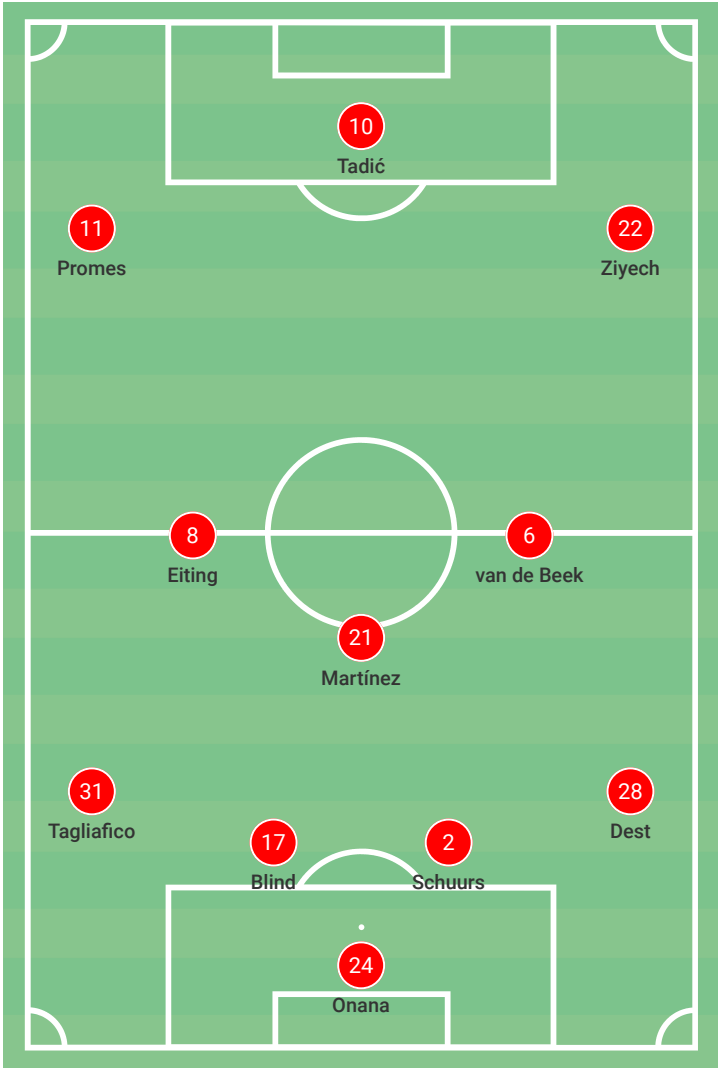 10
Tadić
11
Promes
22
Ziyech
8
Eiting
6
van de Beek
21
Martínez
31
Tagliafico
28
Dest
17
Blind
2
Schuurs
24
Onana